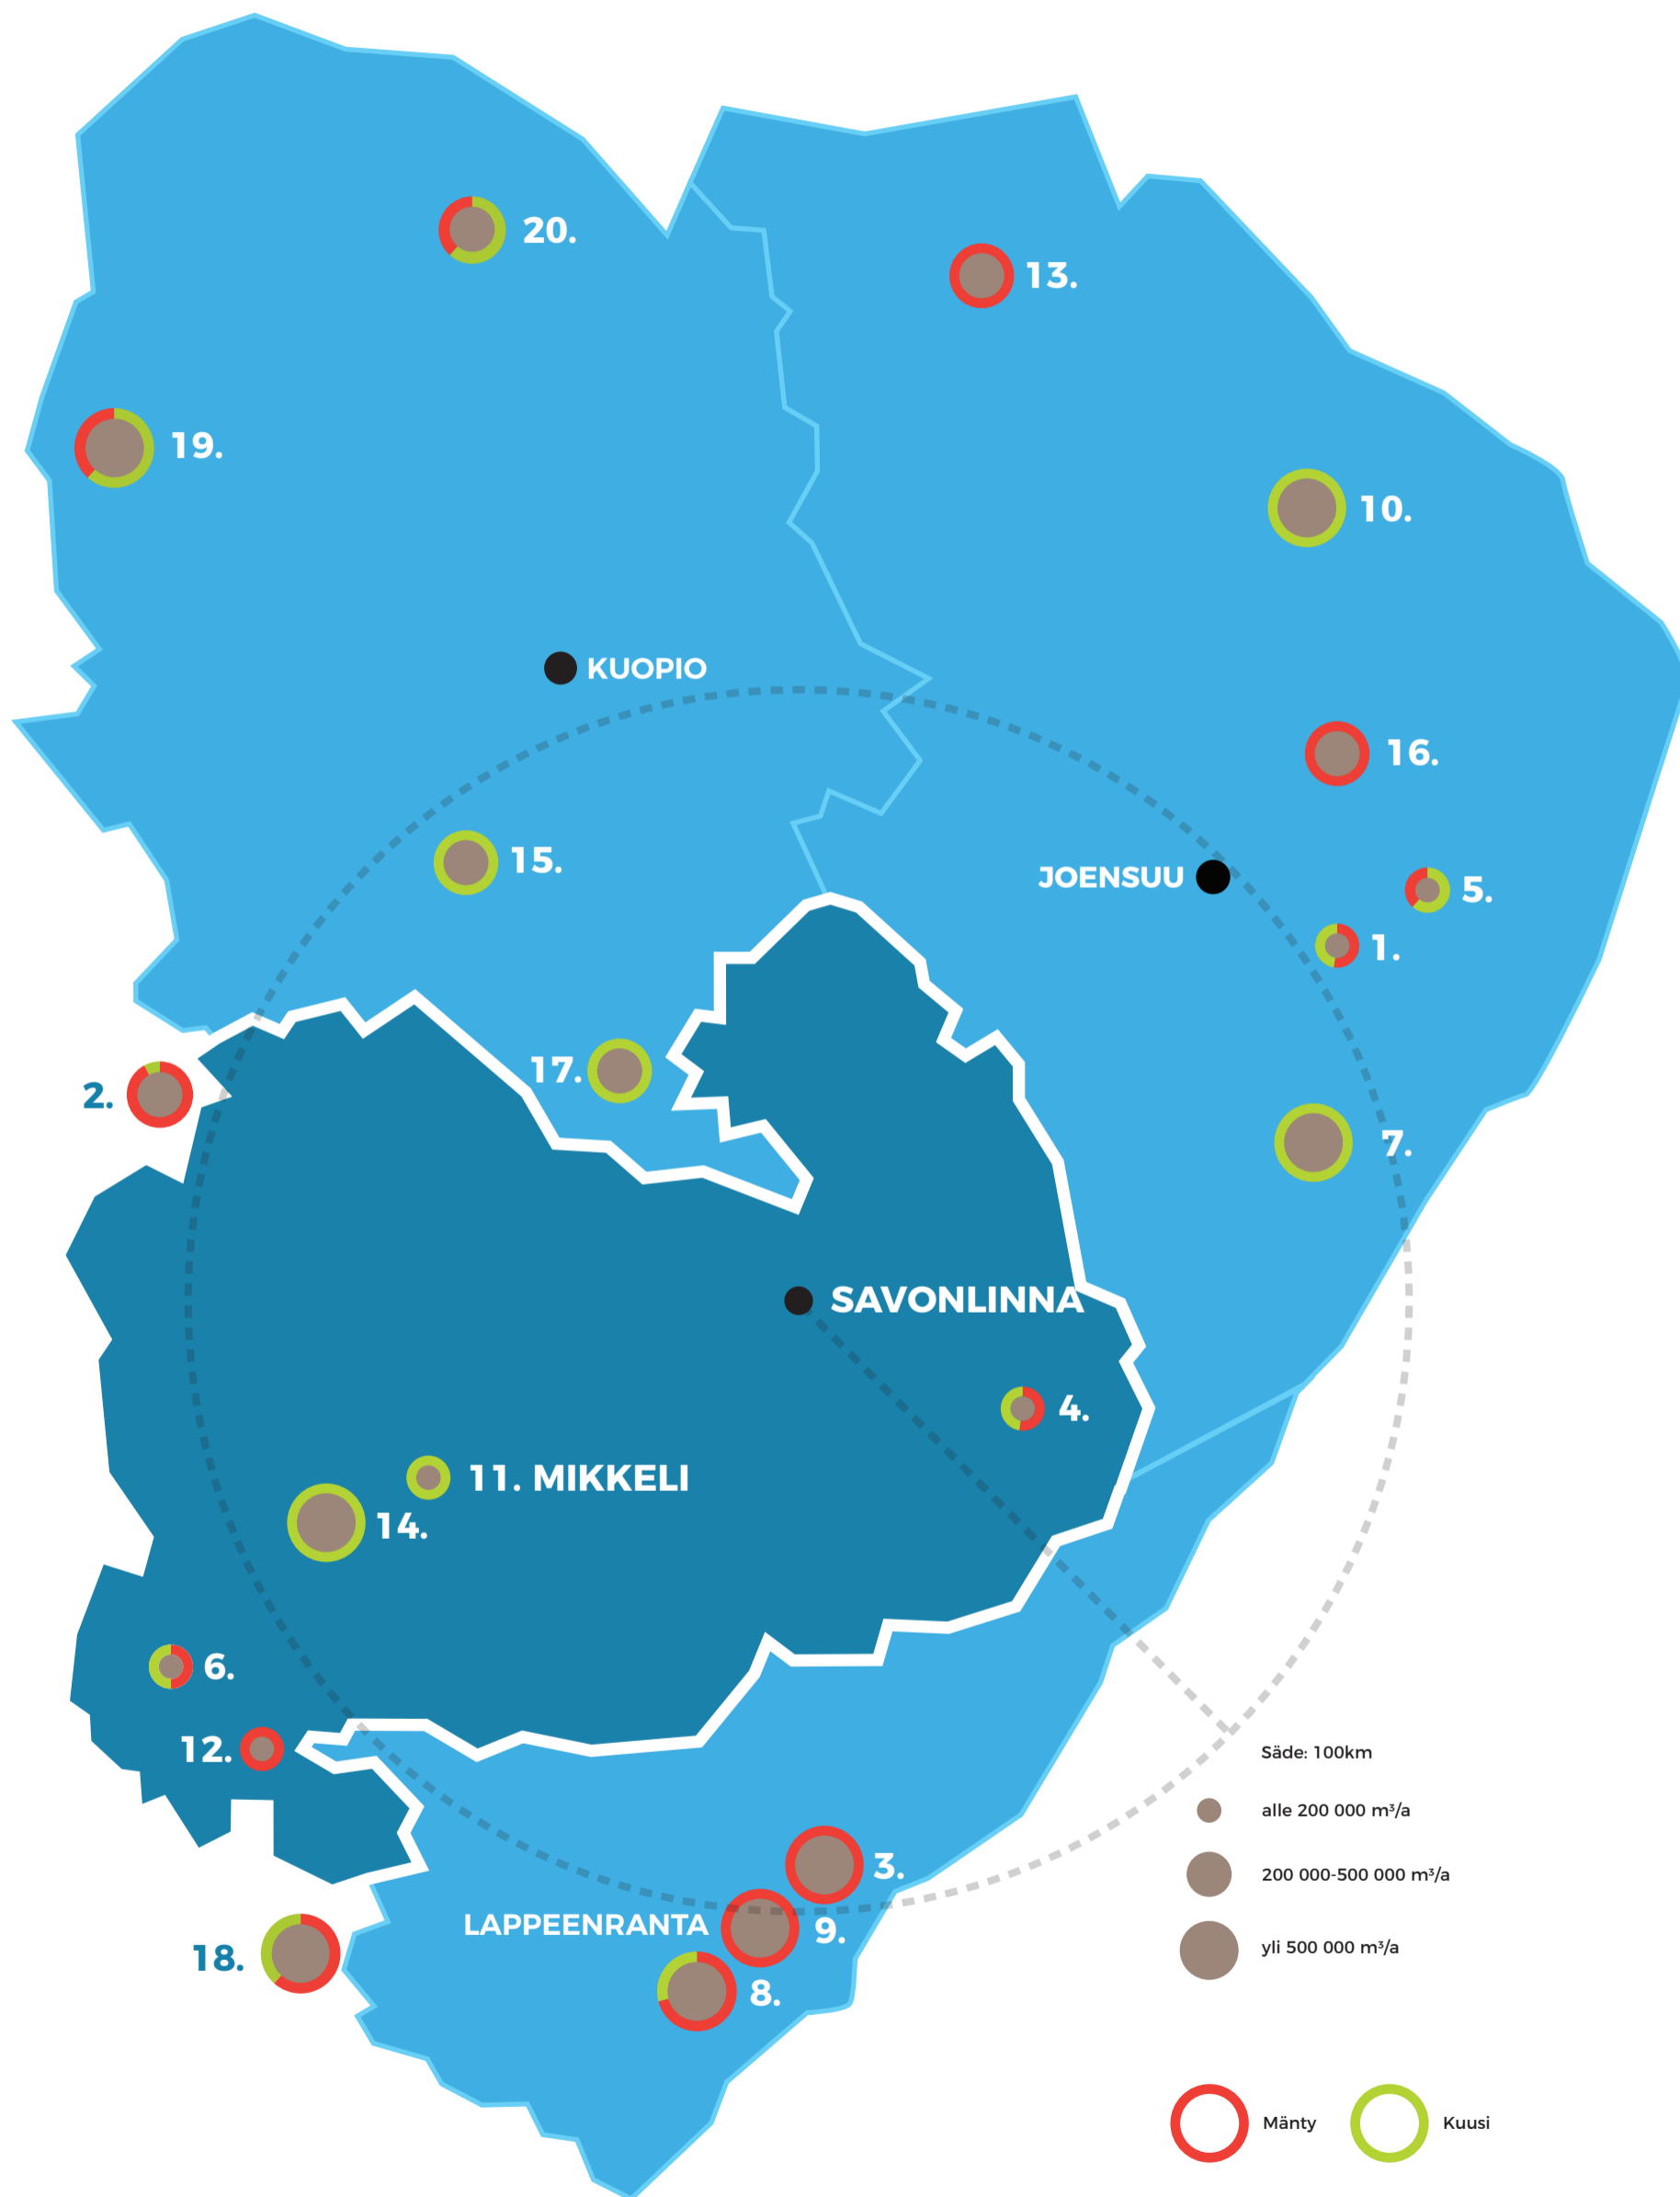 20.
13.
19.
10.
KUOPIO
16.
15.
JOENSUU
5.
1.
17.
2.
7.
SAVONLINNA
4.
11. MIKKELI
14.
6.
12.
Säde: 100km
alle 200 000 m³/a
3.
200 000-500 000 m³/a
LAPPEENRANTA
9.
18.
yli 500 000 m³/a
8.
Mänty
Kuusi